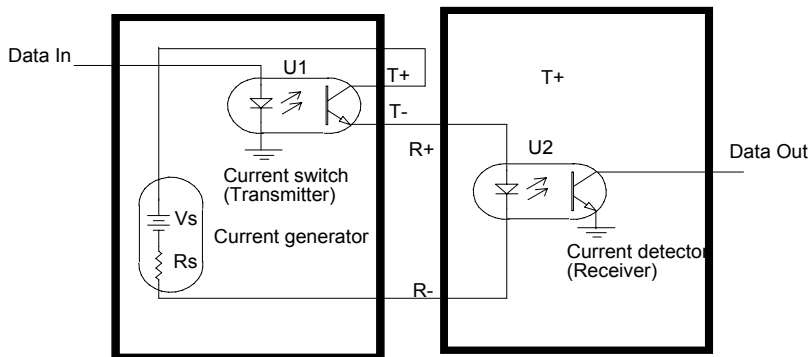 Data In
U1
T+
T+
T-
R+
U2
Data Out
Current switch
(Transmitter)
Vs
Current generator
Rs
Current detector
(Receiver)
R-